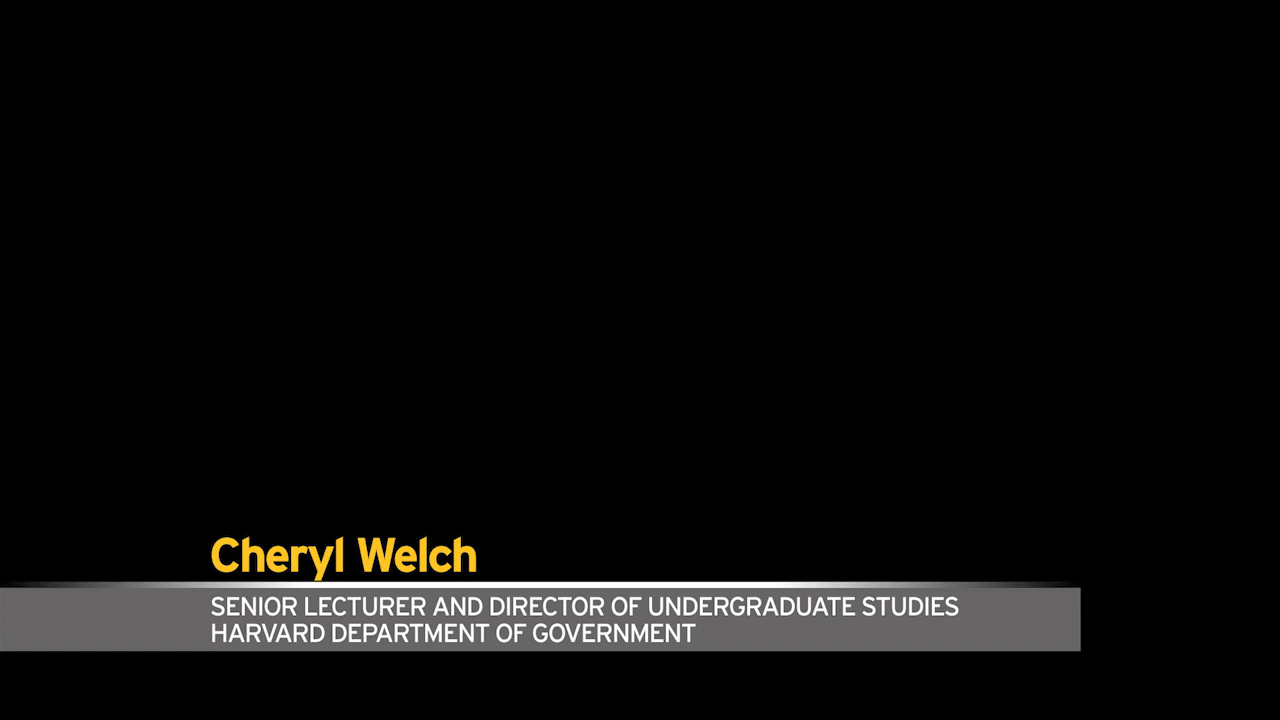 Cheryl Welch
SENIOR LECTURER AND DIRECTOR OF UNDERGRADUATE STUDIES
HARVARD DEPARTMENT OF GOVERNMENT